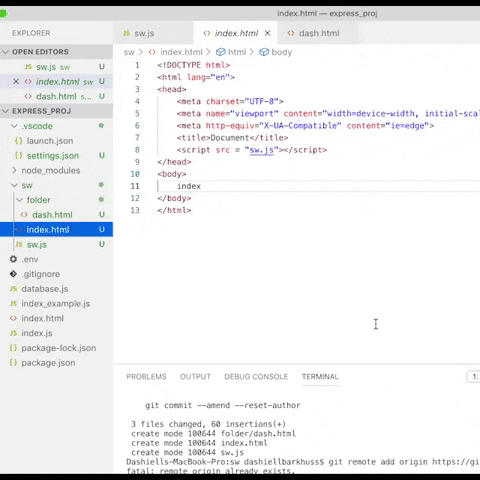 index.html — express_proj
EXPLORER
OPEN EDITORS
sw.js sw U
index.html sw U
dash.html s... U
EXPRESS_PROJ
.vscode
launch.json
settings.json U
node_modules
sw
folder
dash.html U
index.html U
sw.js U
.env
.gitignore
database.js
index_example.js
index.html
index.js
package-lock.json
package.json
sw.js index.html dash.html
sw > index.html > html > body
1 <!DOCTYPE html>
2 <html lang="en">
3 <head>
4 <meta charset="UTF-8">
5 <meta name="viewport" content="width=device-width, initial-scal
6 <meta http-equiv="X-UA-Compatible" content="ie=edge">
7 <title>Document</title>
8 <script src = "sw.js"></script>
9 </head>
10 <body>
11 index
12 </body>
13 </html>
PROBLEMS OUTPUT DEBUG CONSOLE TERMINAL 1:
git commit --amend --reset-author
3 files changed, 60 insertions(+)
create mode 100644 folder/dash.html
create mode 100644 index.html
create mode 100644 sw.js
Dashiells-MacBook-Pro:sw dashiellbarkhuss$ git remote add origin https://gi
fatal: remote origin already exists.